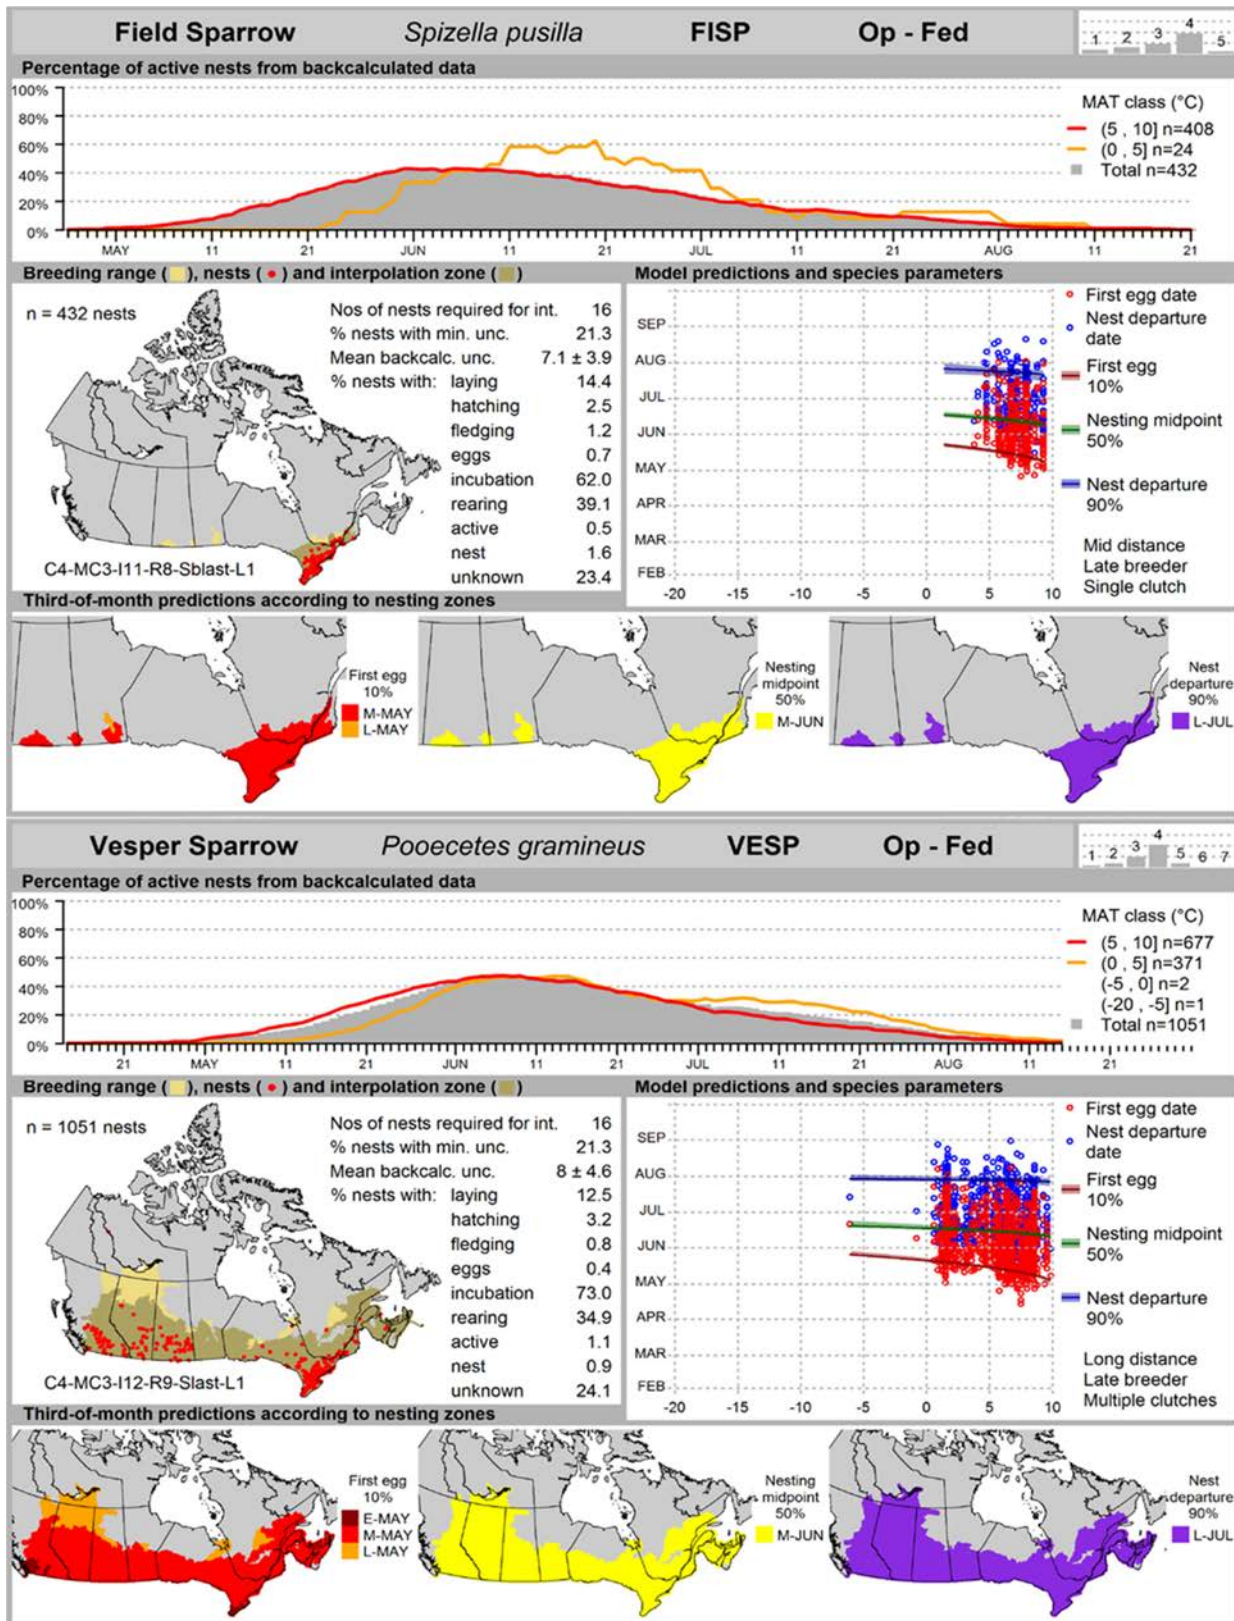 Field Sparrow Spizella pusilla FISP Op - Fed
1 2 3 4 5
Percentage of active nests from backcalculated data
100%
80%
60%
40%
20%
0%
MAY 11 21 JUN 11 21 JUL 11 21 AUG 11 21
MAT class (°C)
(5 , 10] n=408
(0 , 5] n=24
Total n=432
Breeding range ( ), nests ( ) and interpolation zone ( )
n = 432 nests
Nos of nests required for int. 16
% nests with min. unc. 21.3
Mean backcalc. unc. 7.1 ± 3.9
% nests with: laying 14.4
hatching 2.5
fledging 1.2
eggs 0.7
incubation 62.0
rearing 39.1
active 0.5
nest 1.6
unknown 23.4
C4-MC3-I11-R8-Sblast-L1
Model predictions and species parameters
SEP
AUG
JUL
JUN
MAY
APR
MAR
FEB
-20 -15 -10 -5 0 5 10
First egg date
Nest departure
date
First egg
10%
Nesting midpoint
50%
Nest departure
90%
Mid distance
Late breeder
Single clutch
Third-of-month predictions according to nesting zones
First egg
10%
M-MAY
L-MAY
Nesting
midpoint
50%
M-JUN
Nest
departure
90%
L-JUL
Vesper Sparrow Pooecetes gramineus VESP Op - Fed
1 2 3 4 5 6 7
Percentage of active nests from backcalculated data
100%
80%
60%
40%
20%
0%
21 MAY 11 21 JUN 11 21 JUL 11 21 AUG 11 21
MAT class (°C)
(5 , 10] n=677
(0 , 5] n=371
(-5 , 0] n=2
(-20 , -5] n=1
Total n=1051
Breeding range ( ), nests ( ) and interpolation zone ( )
n = 1051 nests
Nos of nests required for int. 16
% nests with min. unc. 21.3
Mean backcalc. unc. 8 ± 4.6
% nests with: laying 12.5
hatching 3.2
fledging 0.8
eggs 0.4
incubation 73.0
rearing 34.9
active 1.1
nest 0.9
unknown 24.1
C4-MC3-I12-R9-Slast-L1
Model predictions and species parameters
SEP
AUG
JUL
JUN
MAY
APR
MAR
FEB
-20 -15 -10 -5 0 5 10
First egg date
Nest departure
date
First egg
10%
Nesting midpoint
50%
Nest departure
90%
Long distance
Late breeder
Multiple clutches
Third-of-month predictions according to nesting zones
First egg
10%
E-MAY
M-MAY
L-MAY
Nesting
midpoint
50%
M-JUN
Nest
departure
90%
L-JUL